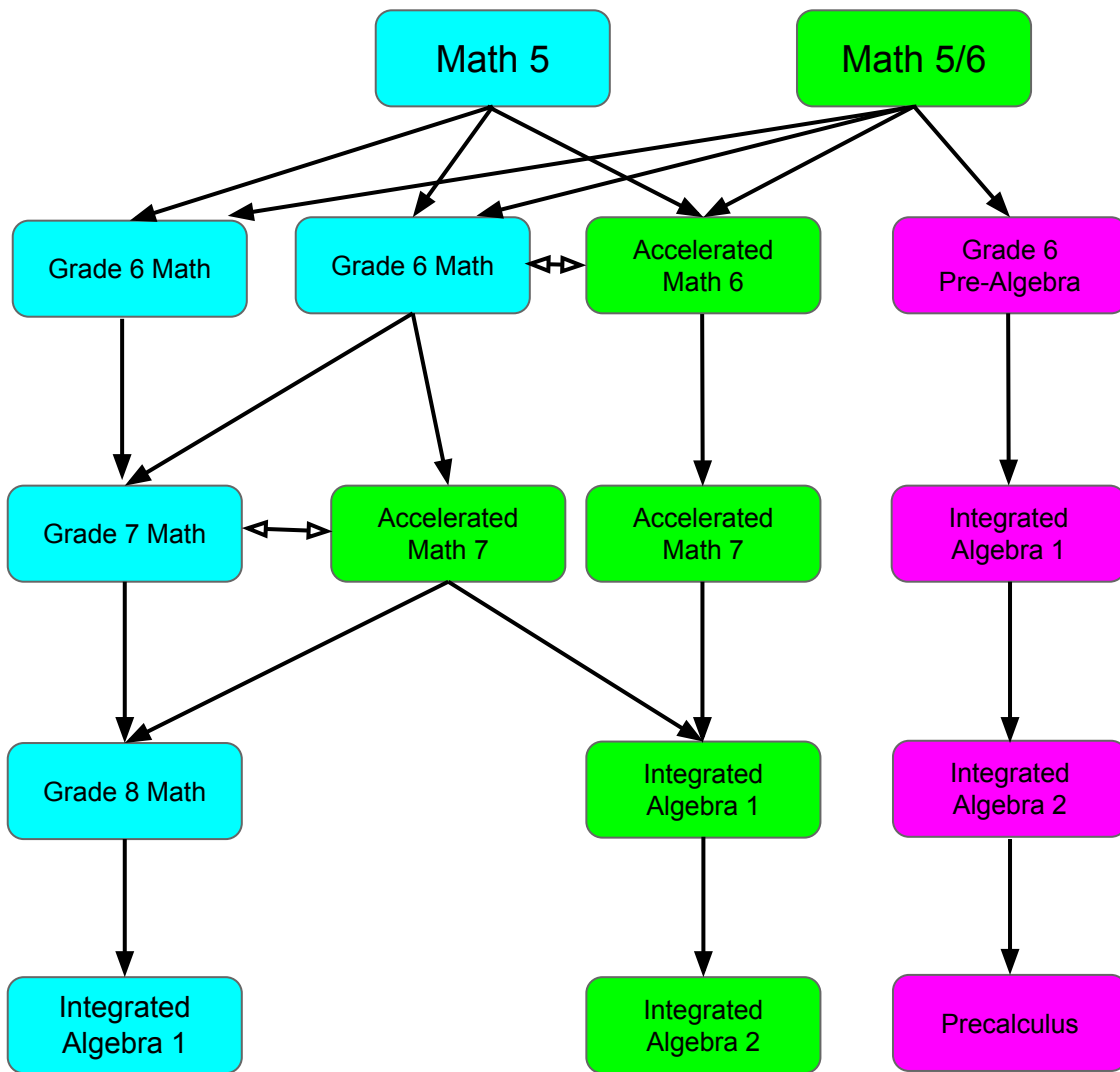 Math 5
Math 5/6
Grade 6 Math
Grade 6 Math
Accelerated
Math 6
Grade 6
Pre-Algebra
Grade 7 Math
Accelerated
Math 7
Accelerated
Math 7
Integrated
Algebra 1
Grade 8 Math
Integrated
Algebra 1
Integrated
Algebra 2
Integrated
Algebra 1
Integrated
Algebra 2
Precalculus